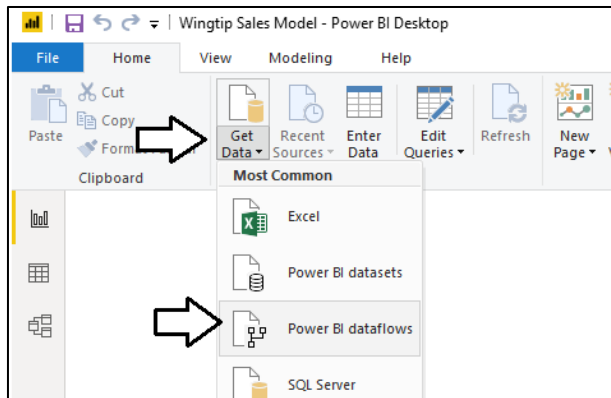 Wingtip Sales Model - Power BI Desktop
File Home View Modeling Help
Cut
Copy
Paste
Clipboard
Get Data
Recent Sources
Enter Data
Edit Queries
Refresh
New Page
Most Common
Excel
Power BI datasets
Power BI dataflows
SQL Server